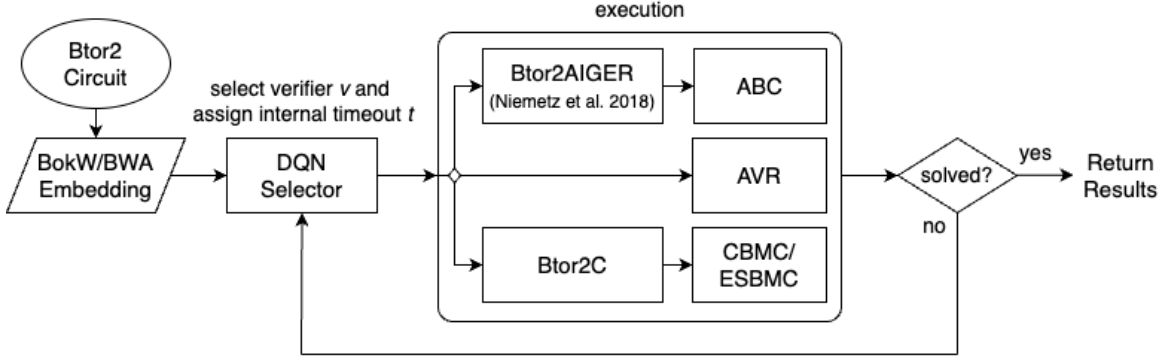 execution
Btor2
Circuit
select verifier v and
assign internal timeout t
Btor2AIGER
(Niemetz et al. 2018)
ABC
BokW/BWA
Embedding
DQN
Selector
AVR
solved?
yes
Return
Results
no
Btor2C
CBMC/
ESBMC